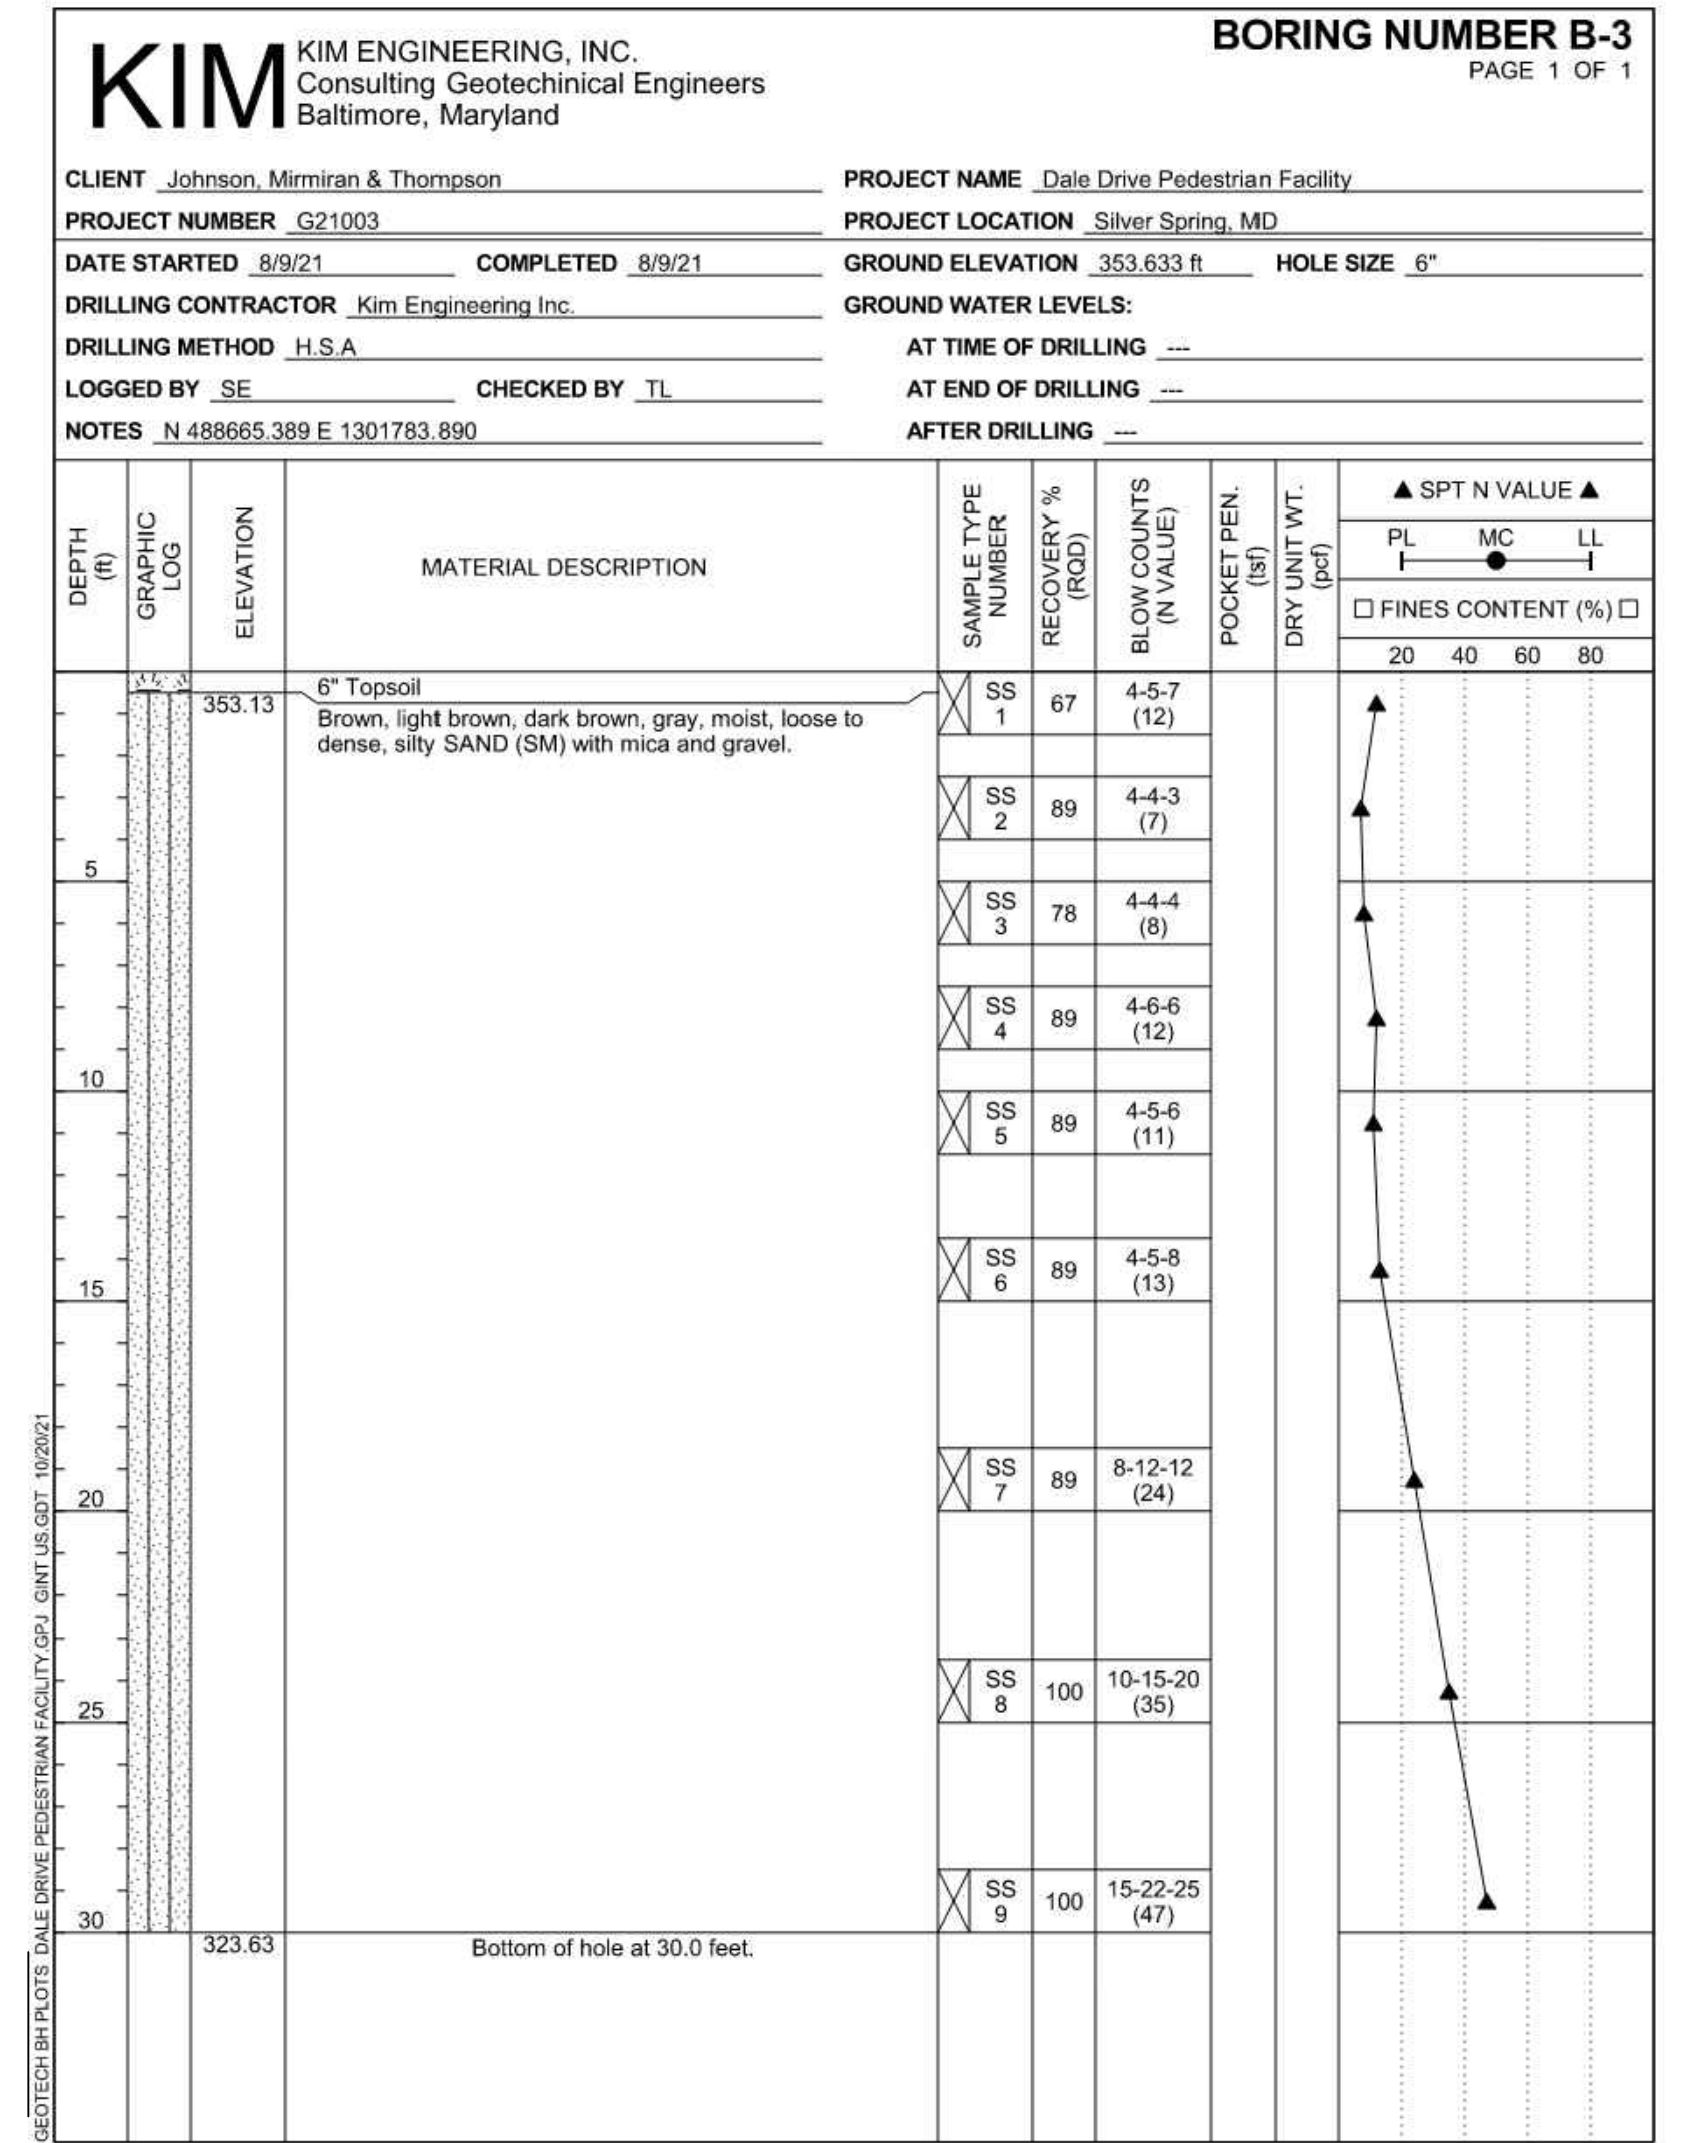 KIM
KIM ENGINEERING, INC.
Consulting Geotechinical Engineers
Baltimore, Maryland
BORING NUMBER B-3
PAGE 1 OF 1
CLIENT Johnson, Mirmiran & Thompson
PROJECT NAME Dale Drive Pedestrian Facility
PROJECT NUMBER G21003
PROJECT LOCATION Silver Spring, MD
DATE STARTED 8/9/21 COMPLETED 8/9/21
GROUND ELEVATION 353.633 ft HOLE SIZE 6"
DRILLING CONTRACTOR Kim Engineering Inc.
GROUND WATER LEVELS:
DRILLING METHOD H.S.A
AT TIME OF DRILLING ---
LOGGED BY SE CHECKED BY TL
AT END OF DRILLING ---
NOTES N 488665.389 E 1301783.890
AFTER DRILLING ---
DEPTH
(ft)
GRAPHIC
LOG
ELEVATION
MATERIAL DESCRIPTION
SAMPLE TYPE
NUMBER
RECOVERY %
(RQD)
BLOW COUNTS
(N VALUE)
POCKET PEN.
(tsf)
DRY UNIT WT.
(pcf)
▲ SPT N VALUE ▲
PL MC LL
□ FINES CONTENT (%) □
20 40 60 80
353.13
6" Topsoil
Brown, light brown, dark brown, gray, moist, loose to
dense, silty SAND (SM) with mica and gravel.
SS
1
67
4-5-7
(12)
SS
2
89
4-4-3
(7)
5
SS
3
78
4-4-4
(8)
SS
4
89
4-6-6
(12)
10
SS
5
89
4-5-6
(11)
SS
6
89
4-5-8
(13)
15
SS
7
89
8-12-12
(24)
20
SS
8
100
10-15-20
(35)
25
SS
9
100
15-22-25
(47)
30
323.63
Bottom of hole at 30.0 feet.
GEOTECH BH PLOTS DALE DRIVE PEDESTRIAN FACILITY.GPJ GINT US.GDT 10/20/21